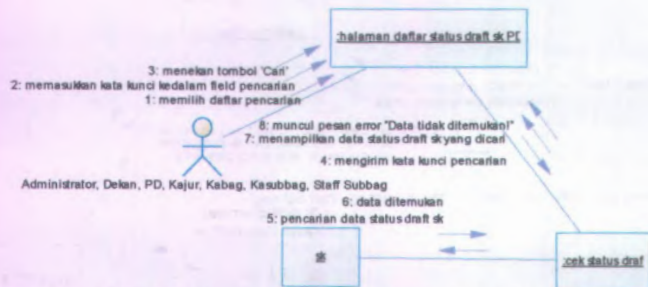 :halaman daftar status draft sk PD
3: menekan tombol 'Cari'
2: memasukkan kata kunci kedalam field pencarian
1: memilih daftar pencarian
8: muncul pesan error "Data tidak ditemukan!"
7: menampilkan data status draft sk yang dicari
4: mengirim kata kunci pencarian
Administrator, Dekan, PD, Kajur, Kabag, Kasubbag, Staff Subbag
6: data ditemukan
5: pencarian data status draft sk
sk
:cek status draf